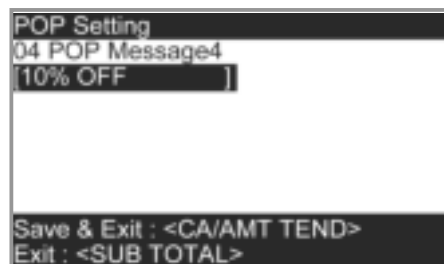 POP Setting
04 POP Message4
[10% OFF ]
Save & Exit : <CA/AMT TEND>
Exit : <SUB TOTAL>